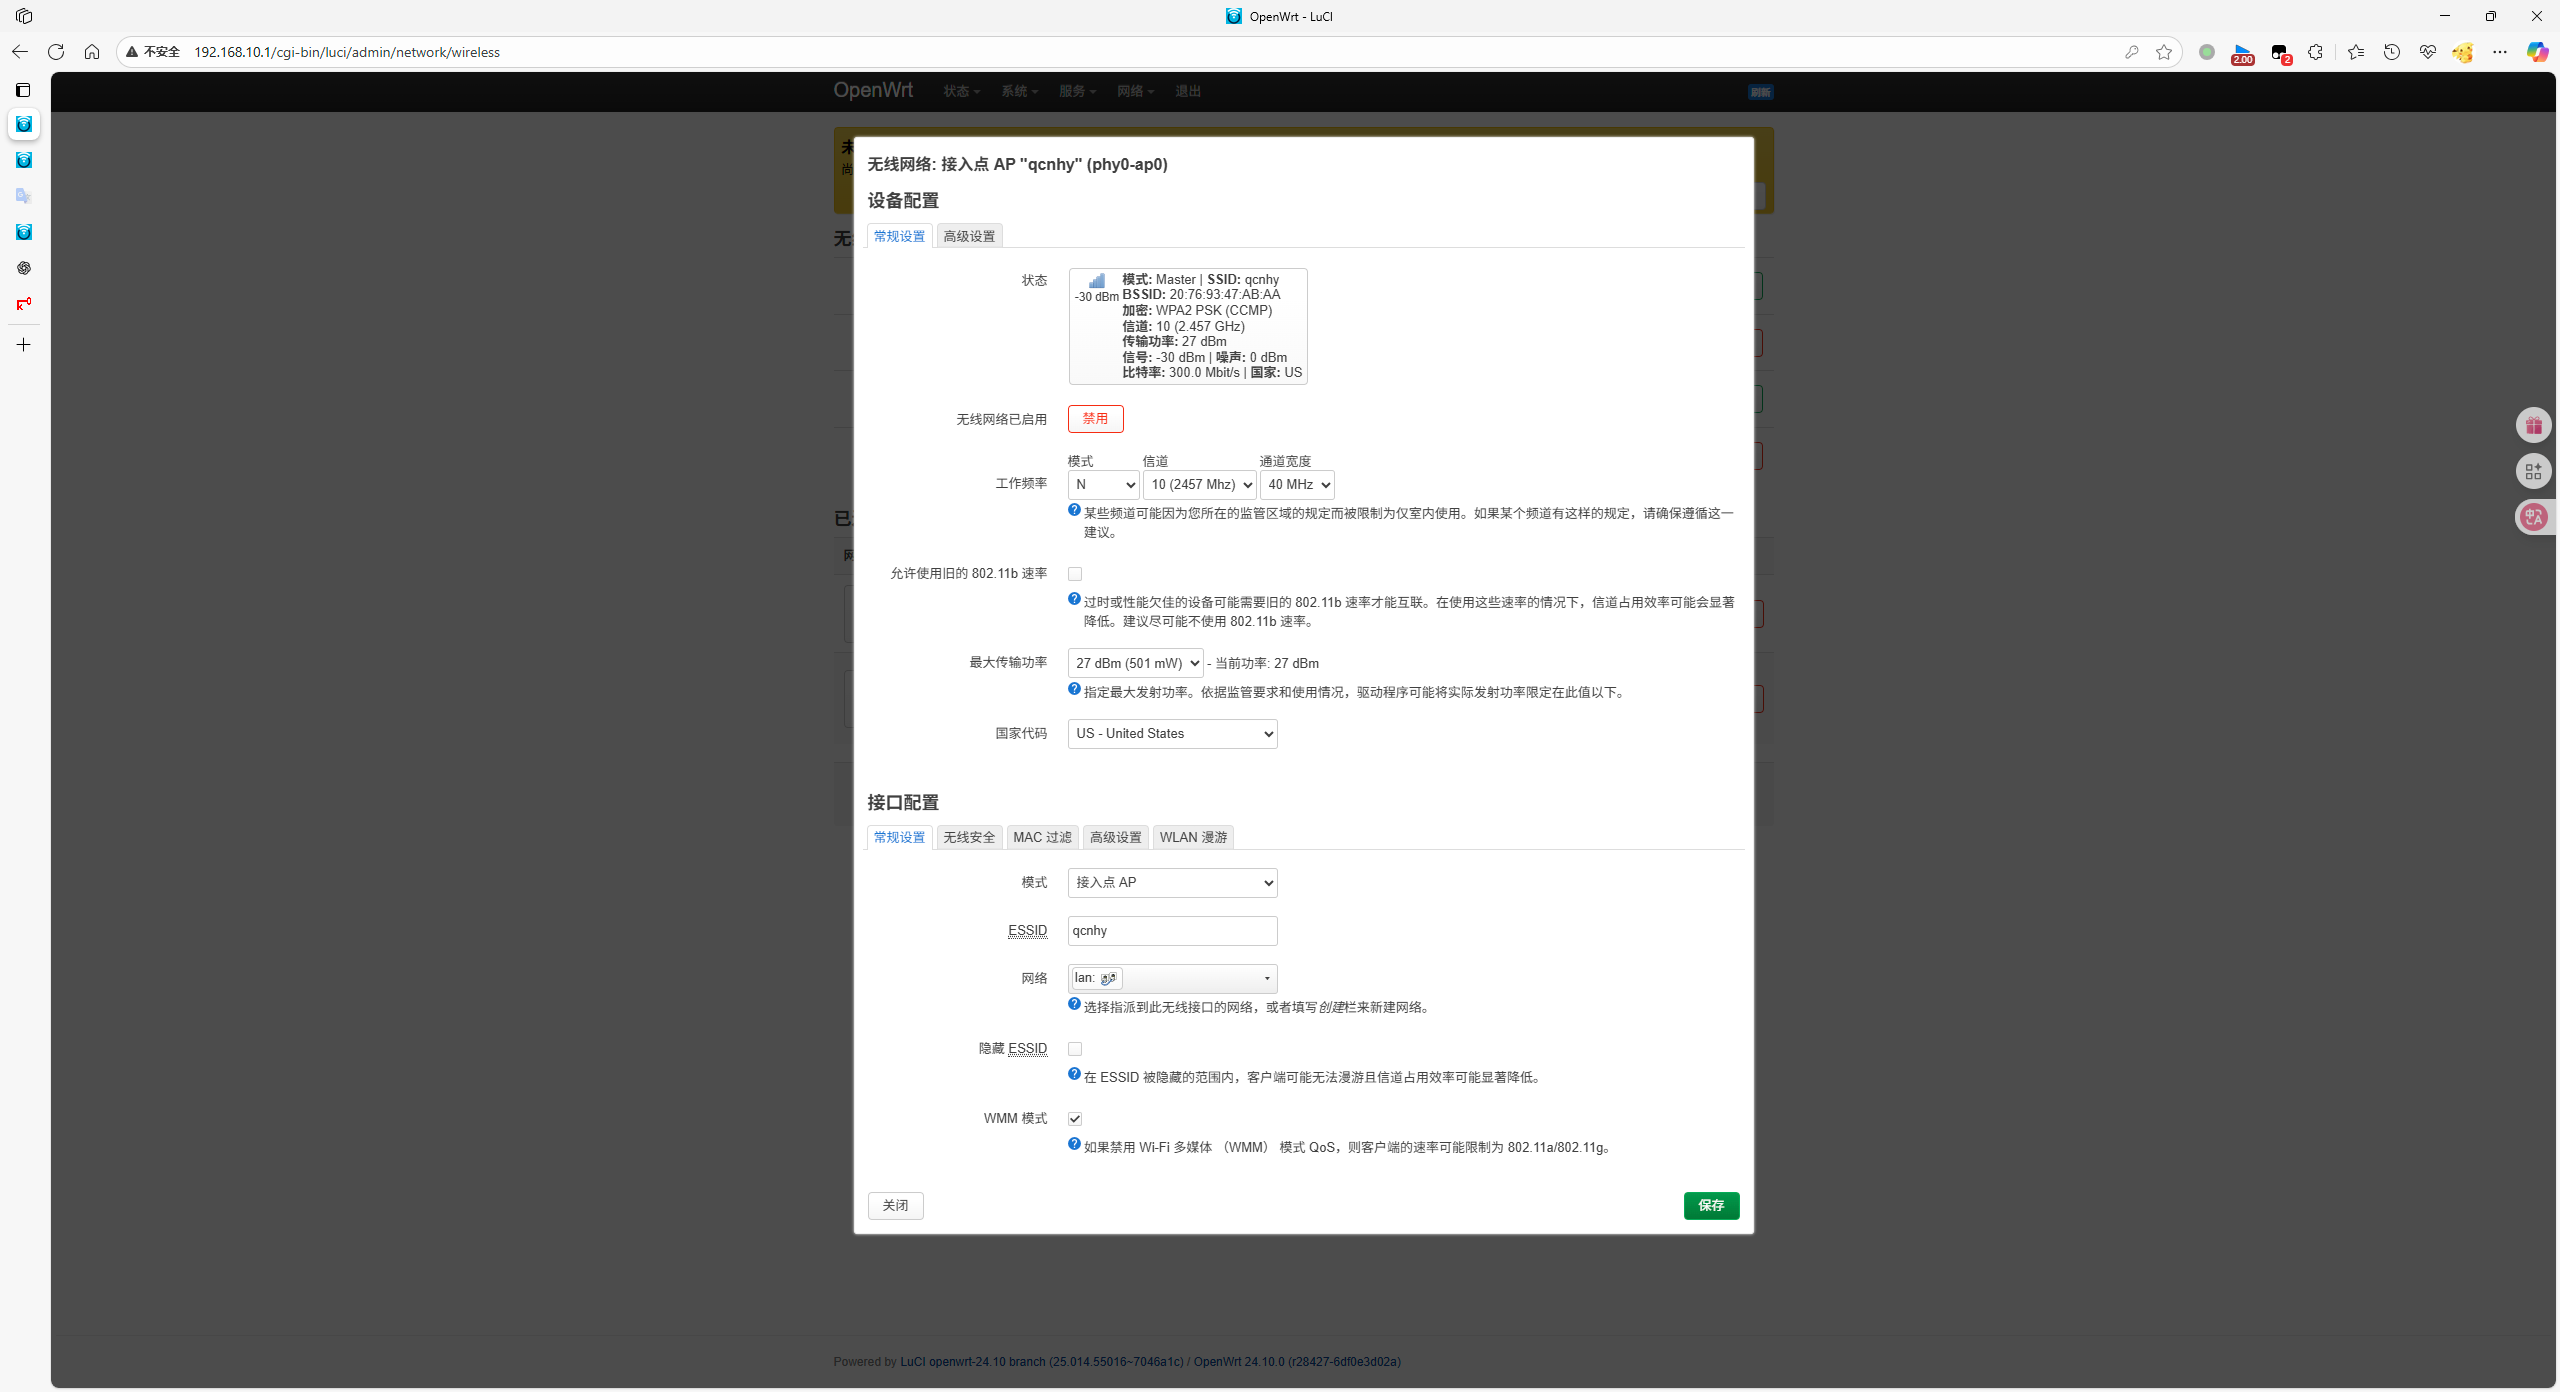 OpenWrt - LuCI
不安全 192.168.10.1/cgi-bin/luci/admin/network/wireless
2.00 2
OpenWrt 状态 系统 服务 网络 退出 刷新
无线网络: 接入点 AP "qcnhy" (phy0-ap0)
设备配置
常规设置 高级设置
状态
-30 dBm
模式: Master | SSID: qcnhy
BSSID: 20:76:93:47:AB:AA
加密: WPA2 PSK (CCMP)
信道: 10 (2.457 GHz)
传输功率: 27 dBm
信号: -30 dBm | 噪声: 0 dBm
比特率: 300.0 Mbit/s | 国家: US
无线网络已启用 禁用
模式 信道 通道宽度
工作频率 N 10 (2457 Mhz) 40 MHz
某些频道可能因为您所在的监管区域的规定而被限制为仅室内使用。如果某个频道有这样的规定，请确保遵循这一
建议。
允许使用旧的 802.11b 速率
过时或性能欠佳的设备可能需要旧的 802.11b 速率才能互联。在使用这些速率的情况下，信道占用效率可能会显著
降低。建议尽可能不使用 802.11b 速率。
最大传输功率 27 dBm (501 mW) - 当前功率: 27 dBm
指定最大发射功率。依据监管要求和使用情况，驱动程序可能将实际发射功率限定在此值以下。
国家代码 US - United States
接口配置
常规设置 无线安全 MAC 过滤 高级设置 WLAN 漫游
模式 接入点 AP
ESSID qcnhy
网络 lan:
选择指派到此无线接口的网络，或者填写创建栏来新建网络。
隐藏 ESSID
在 ESSID 被隐藏的范围内，客户端可能无法漫游且信道占用效率可能显著降低。
WMM 模式
如果禁用 Wi-Fi 多媒体 （WMM） 模式 QoS，则客户端的速率可能限制为 802.11a/802.11g。
关闭 保存
Powered by LuCI openwrt-24.10 branch (25.014.55016~7046a1c) / OpenWrt 24.10.0 (r28427-6df0e3d02a)